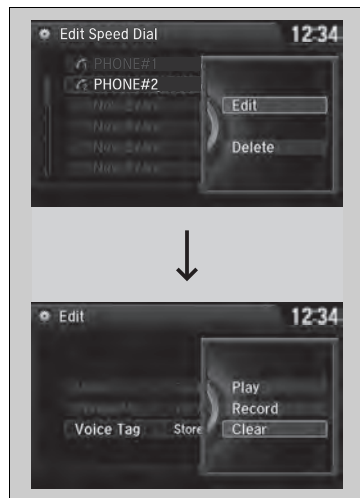 Edit Speed Dial 12:34
PHONE#1
PHONE#2
Edit
Delete
Edit 12:34
Play
Record
Voice Tag Store
Clear